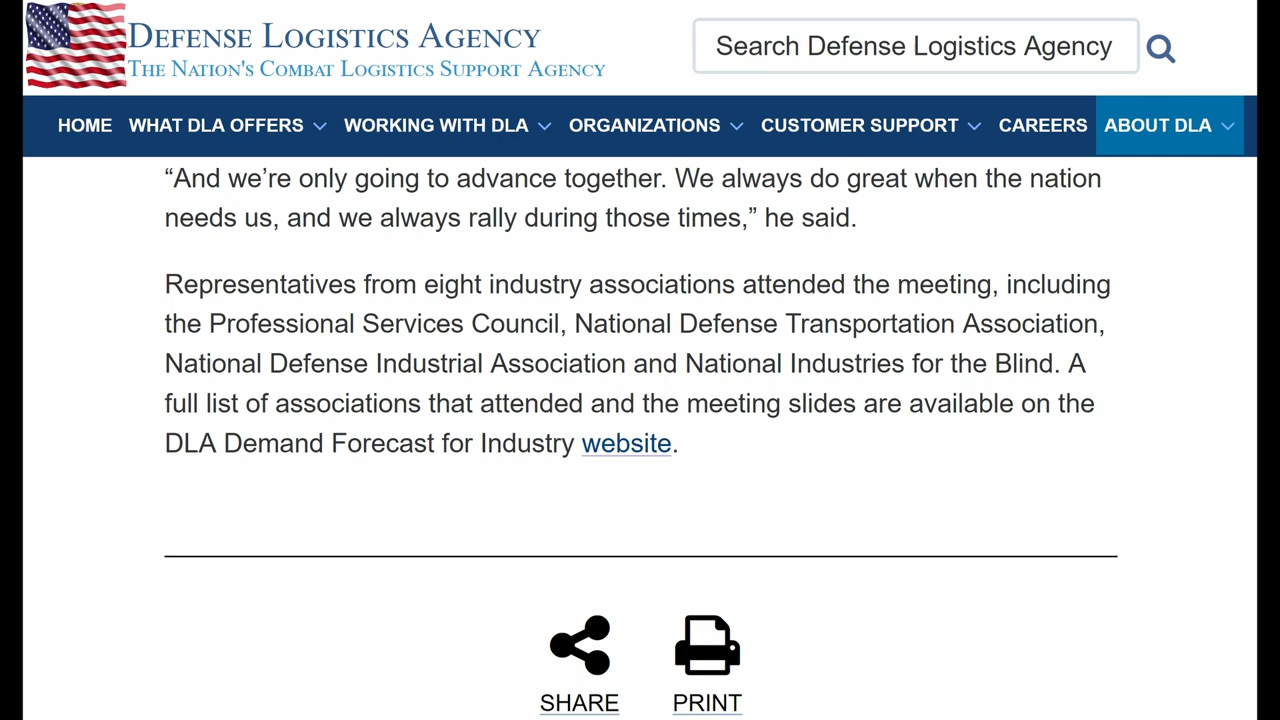 DEFENSE LOGISTICS AGENCY
THE NATION'S COMBAT LOGISTICS SUPPORT AGENCY
Search Defense Logistics Agency
HOME WHAT DLA OFFERS WORKING WITH DLA ORGANIZATIONS CUSTOMER SUPPORT CAREERS ABOUT DLA
“And we’re only going to advance together. We always do great when the nation
needs us, and we always rally during those times,” he said.
Representatives from eight industry associations attended the meeting, including
the Professional Services Council, National Defense Transportation Association,
National Defense Industrial Association and National Industries for the Blind. A
full list of associations that attended and the meeting slides are available on the
DLA Demand Forecast for Industry website.
SHARE PRINT